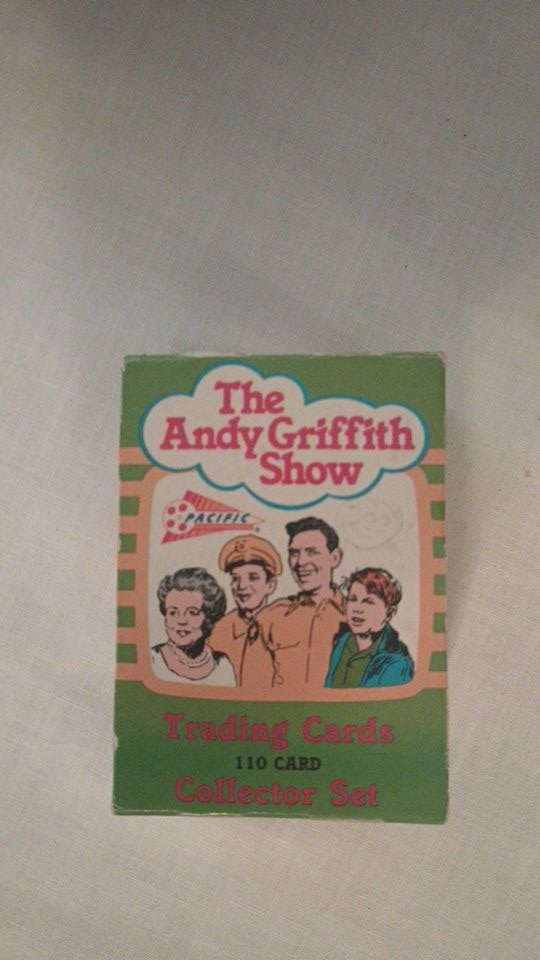 The
Andy Griffith
Show
PACIFIC
Trading Cards
110 CARD
Collector Set